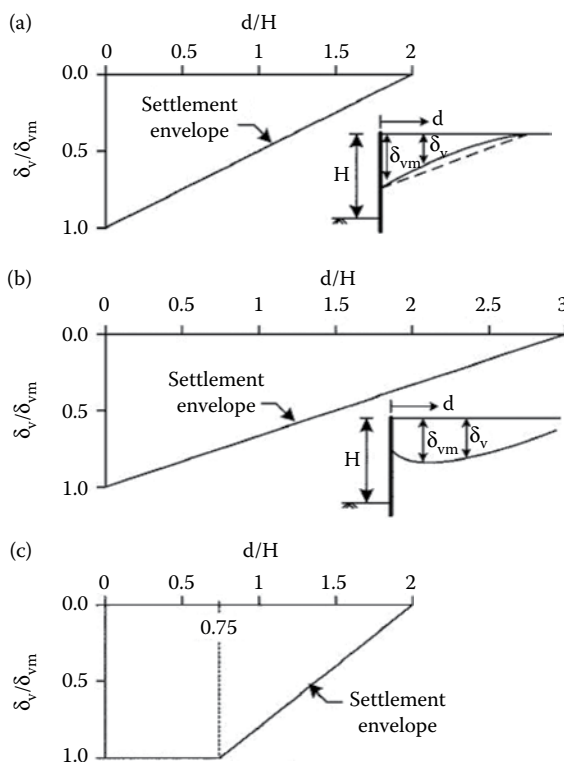 (a)
d/H
0 0.5 1 1.5 2
0.0
0.5
1.0
δv/δvm
Settlement
envelope
d
H
δvm
δv
(b)
d/H
0 0.5 1 1.5 2 2.5 3
0.0
0.5
1.0
δv/δvm
Settlement
envelope
d
H
δvm
δv
(c)
d/H
0 0.5 1 1.5 2
0.0
0.75
0.5
1.0
δv/δvm
Settlement
envelope